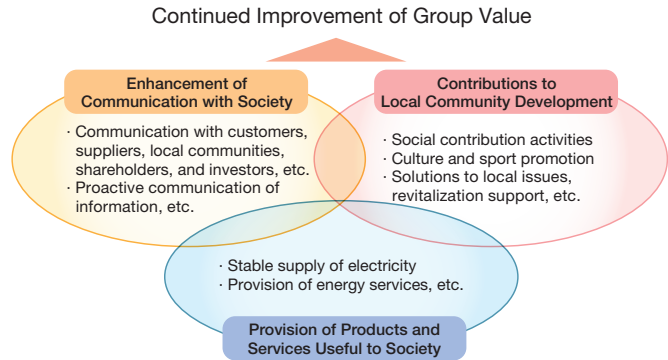 Continued Improvement of Group Value
Enhancement of
Communication with Society
· Communication with customers,
suppliers, local communities,
shareholders, and investors, etc.
· Proactive communication of
information, etc.
Contributions to
Local Community Development
· Social contribution activities
· Culture and sport promotion
· Solutions to local issues,
revitalization support, etc.
· Stable supply of electricity
· Provision of energy services, etc.
Provision of Products and
Services Useful to Society